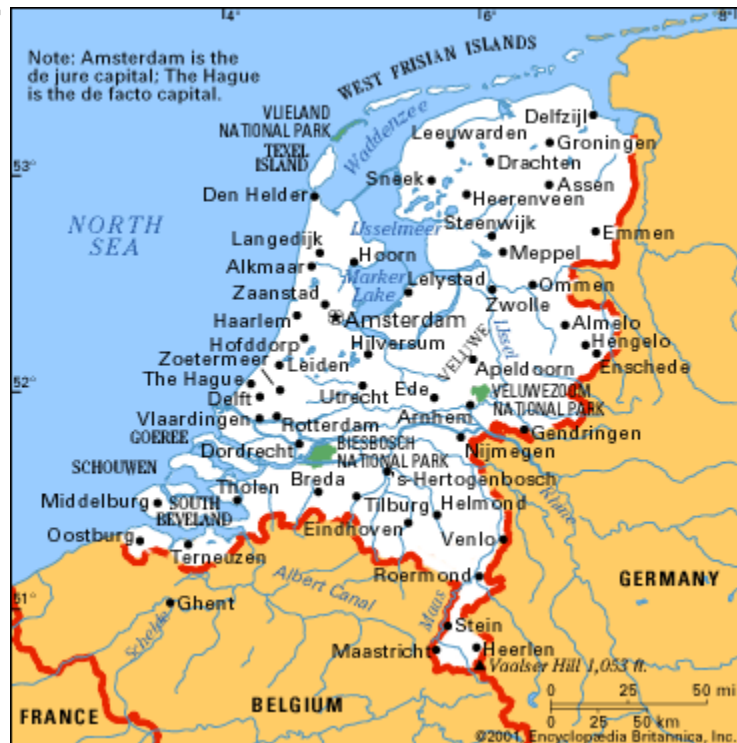 4°
6°
8°
Note: Amsterdam is the
de jure capital; The Hague
is the de facto capital.
WEST FRISIAN ISLANDS
VLIELAND
NATIONAL PARK
TEXEL
ISLAND
Waddenzee
Delfzijl
Leeuwarden
Groningen
53°
Drachten
Sneek
Assen
Den Helder
Heerenveen
NORTH
SEA
IJsselmeer
Steenwijk
Emmen
Langedijk
Hoorn
Meppel
Alkmaar
Marker
Lake
Lelystad
Ommen
Zaanstad
Zwolle
Haarlem
Amsterdam
IJssel
Almelo
Hofddorp
Hilversum
VELUWE
Hengelo
Zoetermeer
Leiden
Apeldoorn
Enschede
52°
The Hague
Utrecht
Ede
VELUWEZOOM
NATIONAL PARK
Delft
Arnhem
Vlaardingen
Rotterdam
Gendringen
GOEREE
Dordrecht
BIESBOSCH
NATIONAL PARK
Nijmegen
SCHOUWEN
's-Hertogenbosch
Tholen
Breda
Rhine
Middelburg
SOUTH
BEVELAND
Tilburg
Helmond
Oostburg
Eindhoven
Venlo
Terneuzen
Roermond
GERMANY
51°
Albert Canal
Ghent
Maas
Schelde
Stein
Maastricht
Heerlen
Vaalser Hill 1,053 ft.
BELGIUM
FRANCE
0 25 50 mi
0 25 50 km
©2001, Encyclopædia Britannica, Inc.